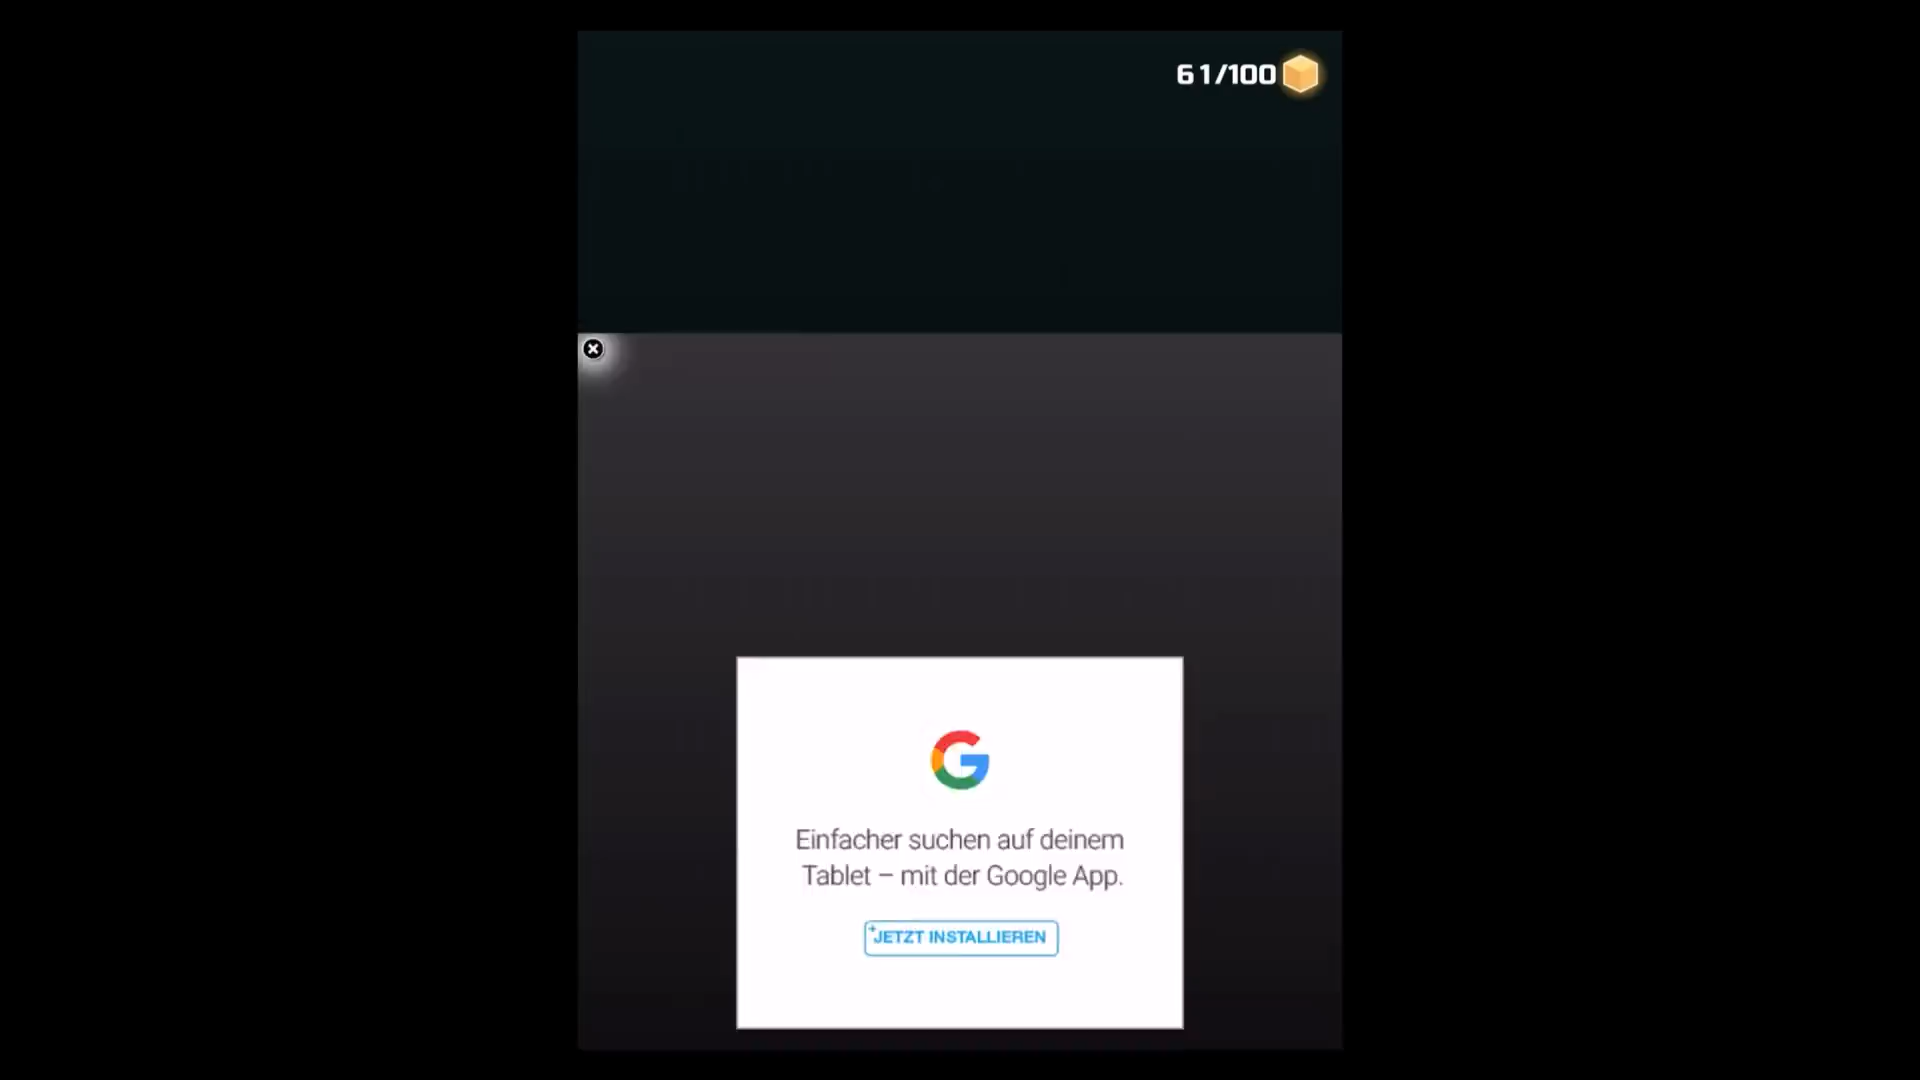 61/100
Einfacher suchen auf deinem
Tablet – mit der Google App.
JETZT INSTALLIEREN